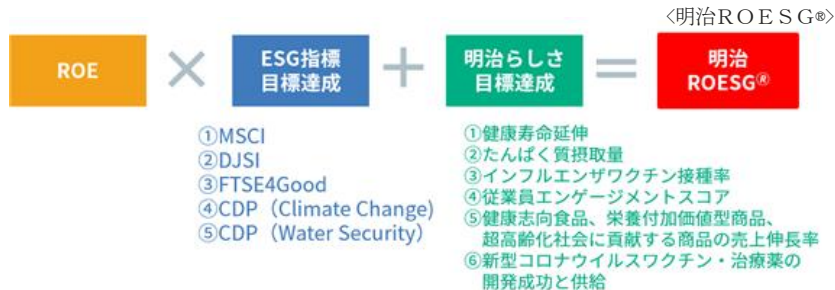 〈明治ＲＯＥＳＧ®〉
ROE
×
ESG指標
目標達成
+
明治らしさ
目標達成
=
明治
ROESG®
①MSCI
②DJSI
③FTSE4Good
④CDP（Climate Change)
⑤CDP（Water Security）
①健康寿命延伸
②たんぱく質摂取量
③インフルエンザワクチン接種率
④従業員エンゲージメントスコア
⑤健康志向食品、栄養付加価値型商品、
超高齢化社会に貢献する商品の売上伸長率
⑥新型コロナウイルスワクチン・治療薬の
開発成功と供給